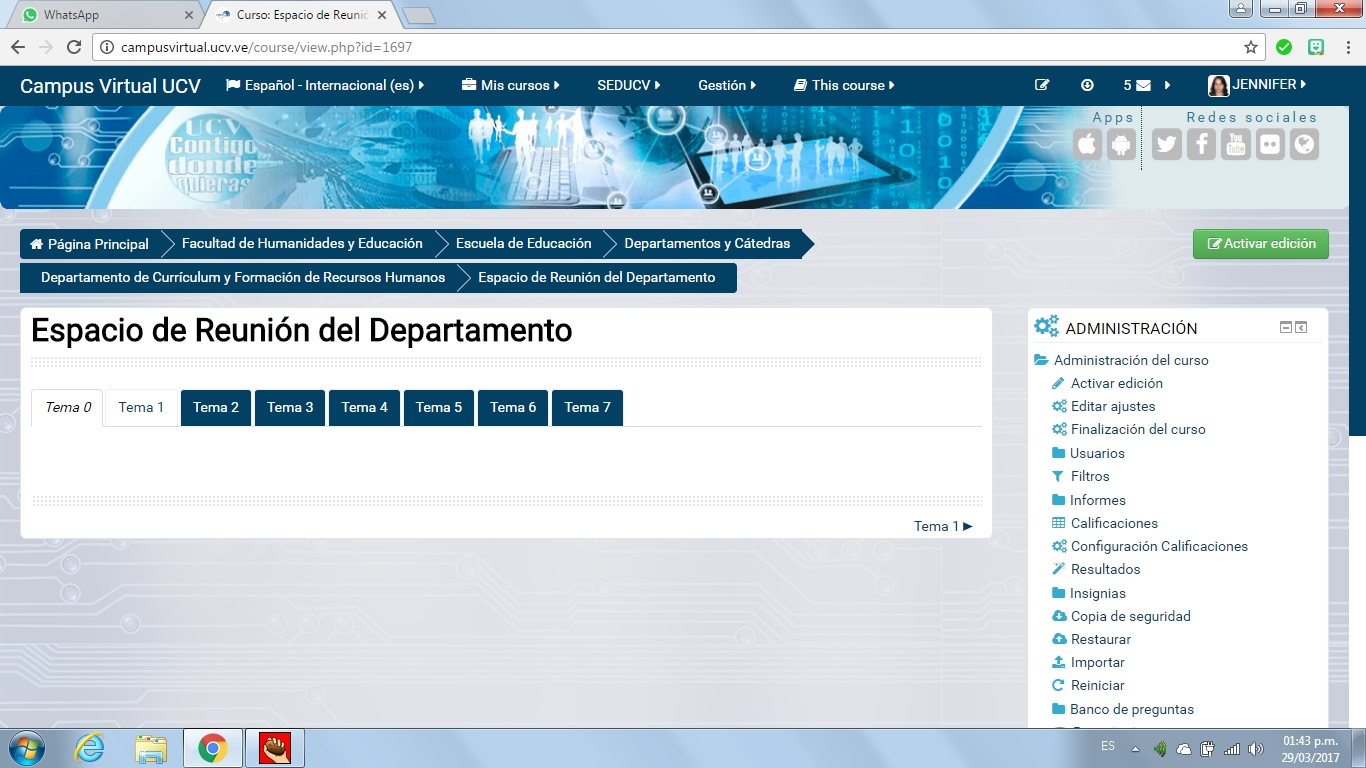 WhatsApp
Curso: Espacio de Reunió
campusvirtual.ucv.ve/course/view.php?id=1697
Campus Virtual UCV Español - Internacional (es) Mis cursos SEDUCV Gestión This course 5 JENNIFER
UCV
Contigo
donde
quieras
Apps Redes sociales
You
Tube
Página Principal Facultad de Humanidades y Educación Escuela de Educación Departamentos y Cátedras
Activar edición
Departamento de Currículum y Formación de Recursos Humanos Espacio de Reunión del Departamento
Espacio de Reunión del Departamento
Tema 0 Tema 1 Tema 2 Tema 3 Tema 4 Tema 5 Tema 6 Tema 7
Tema 1►
ADMINISTRACIÓN
Administración del curso
Activar edición
Editar ajustes
Finalización del curso
Usuarios
Filtros
Informes
Calificaciones
Configuración Calificaciones
Resultados
Insignias
Copia de seguridad
Restaurar
Importar
Reiniciar
Banco de preguntas
ES
01:43 p.m.
29/03/2017